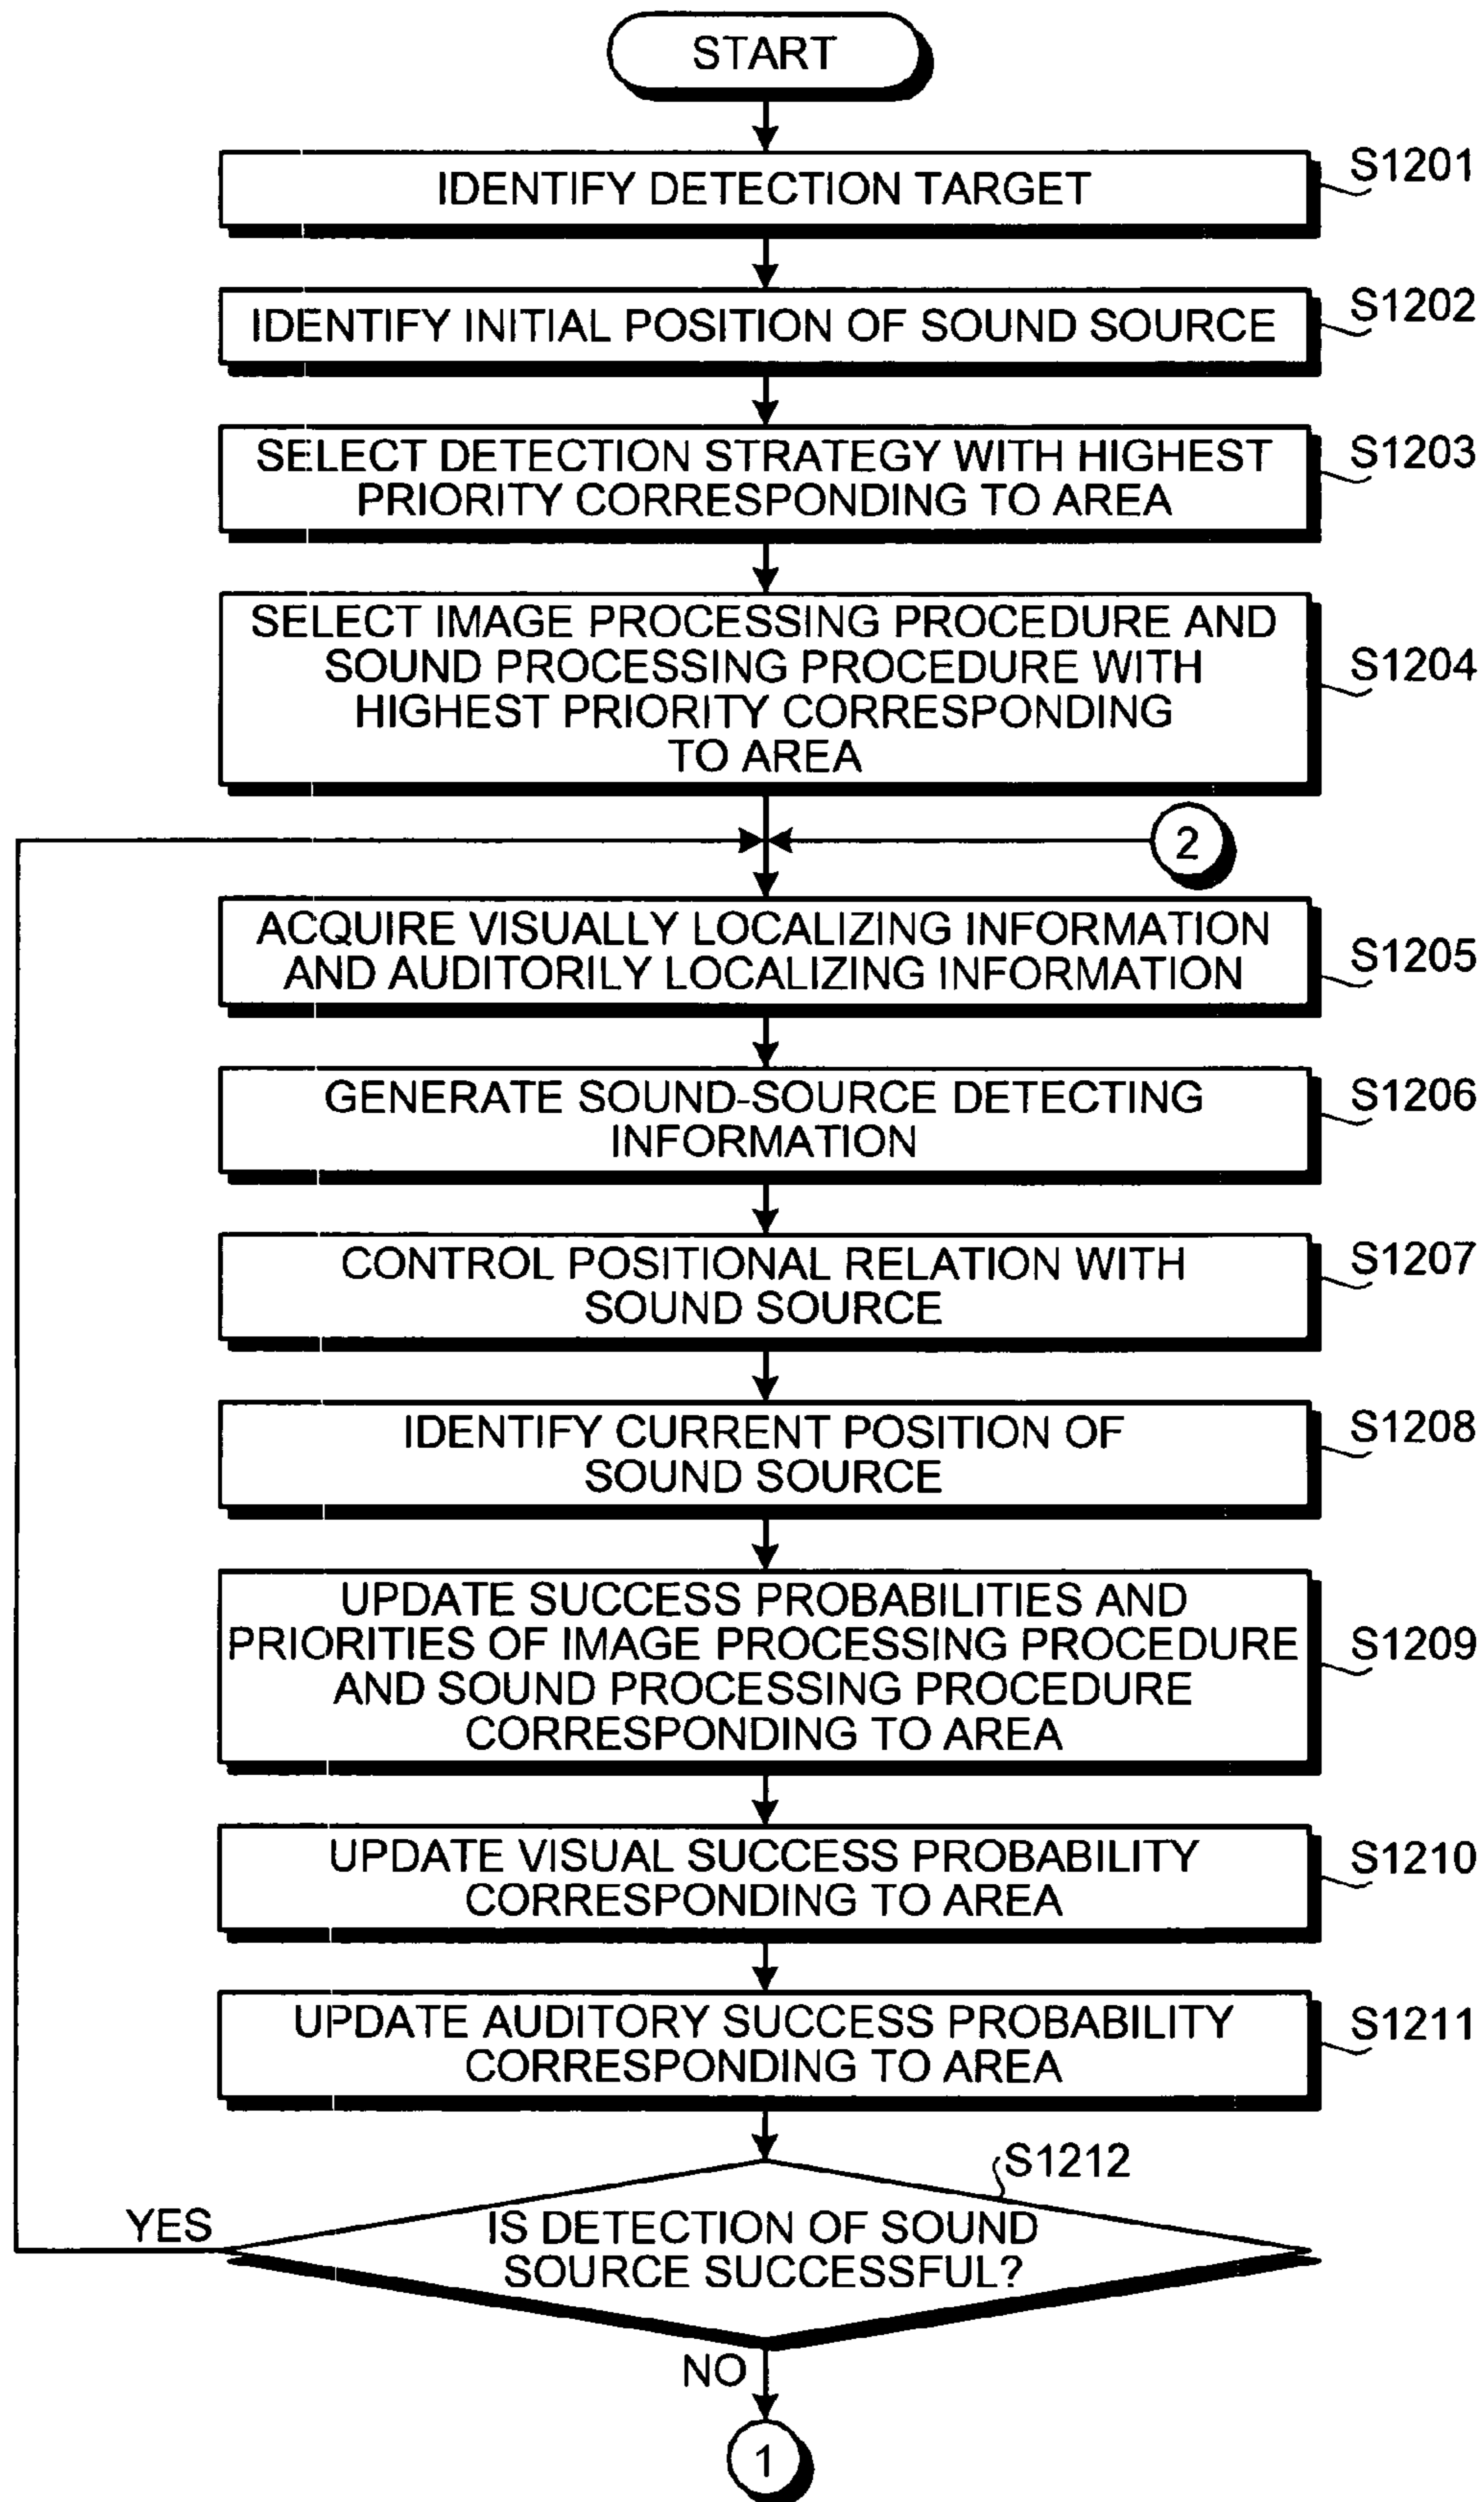 START
IDENTIFY DETECTION TARGET
S1201
IDENTIFY INITIAL POSITION OF SOUND SOURCE
S1202
SELECT DETECTION STRATEGY WITH HIGHEST
PRIORITY CORRESPONDING TO AREA
S1203
SELECT IMAGE PROCESSING PROCEDURE AND
SOUND PROCESSING PROCEDURE WITH
HIGHEST PRIORITY CORRESPONDING
TO AREA
S1204
2
ACQUIRE VISUALLY LOCALIZING INFORMATION
AND AUDITORILY LOCALIZING INFORMATION
S1205
GENERATE SOUND-SOURCE DETECTING
INFORMATION
S1206
CONTROL POSITIONAL RELATION WITH
SOUND SOURCE
S1207
IDENTIFY CURRENT POSITION OF
SOUND SOURCE
S1208
UPDATE SUCCESS PROBABILITIES AND
PRIORITIES OF IMAGE PROCESSING PROCEDURE
AND SOUND PROCESSING PROCEDURE
CORRESPONDING TO AREA
S1209
UPDATE VISUAL SUCCESS PROBABILITY
CORRESPONDING TO AREA
S1210
UPDATE AUDITORY SUCCESS PROBABILITY
CORRESPONDING TO AREA
S1211
S1212
YES
IS DETECTION OF SOUND
SOURCE SUCCESSFUL?
NO
1